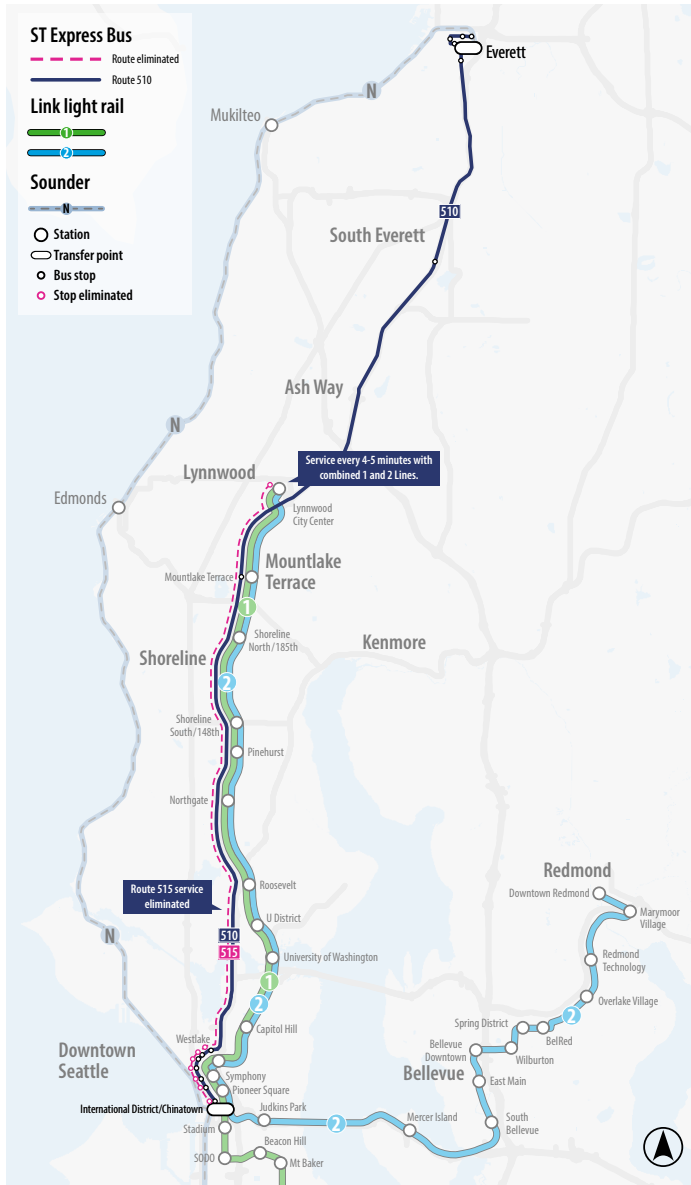 ST Express Bus
Route eliminated
Route 510
Link light rail
1
2
Sounder
N
Station
Transfer point
Bus stop
Stop eliminated
Everett
N
Mukilteo
510
South Everett
Ash Way
N
Service every 4-5 minutes with
combined 1 and 2 Lines.
Lynnwood
Edmonds
Lynnwood
City Center
Mountlake
Terrace
Mountlake Terrace
1
Shoreline
North/185th
Kenmore
Shoreline
2
Shoreline
South/148th
Pinehurst
Northgate
Redmond
Route 515 service
eliminated
Roosevelt
Downtown Redmond
Marymoor
Village
U District
N
510
515
University of Washington
Redmond
Technology
1
2
Overlake Village
Capitol Hill
Spring District
2
BelRed
Westlake
Downtown
Seattle
Bellevue
Downtown
Wilburton
Bellevue
Symphony
East Main
Pioneer Square
International District/Chinatown
Judkins Park
2
Mercer Island
South
Bellevue
Stadium
Beacon Hill
SODO
Mt Baker